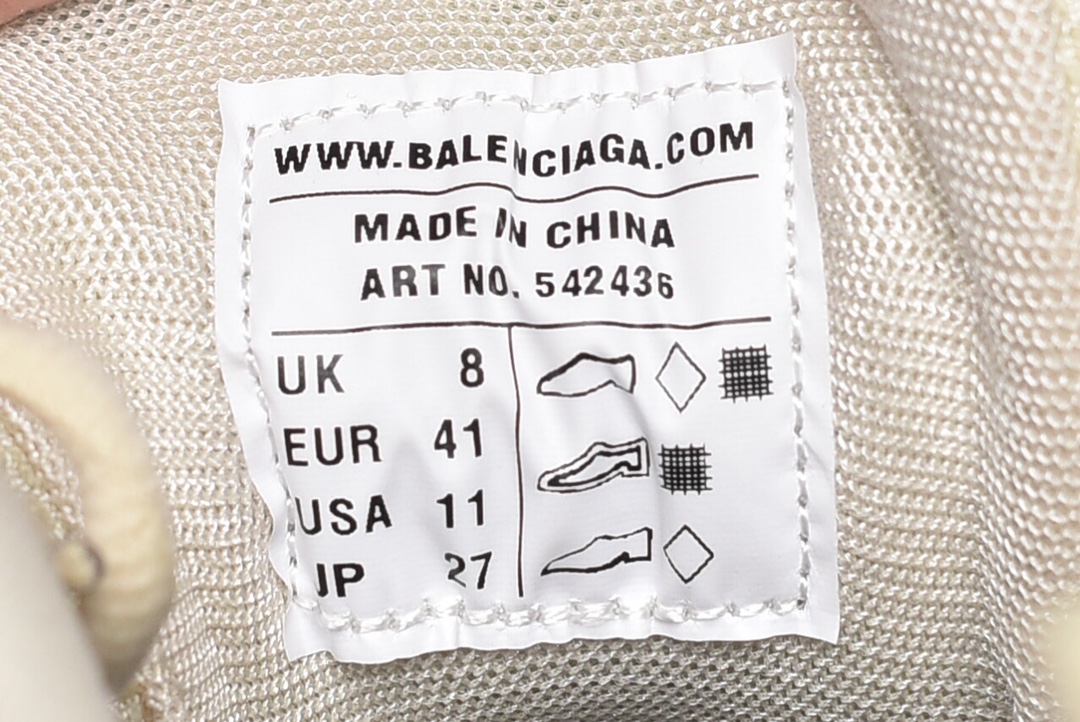 WWW.BALENCIAGA.COM
MADE IN CHINA
ART NO. 542436
UK 8
EUR 41
USA 11
JP 27